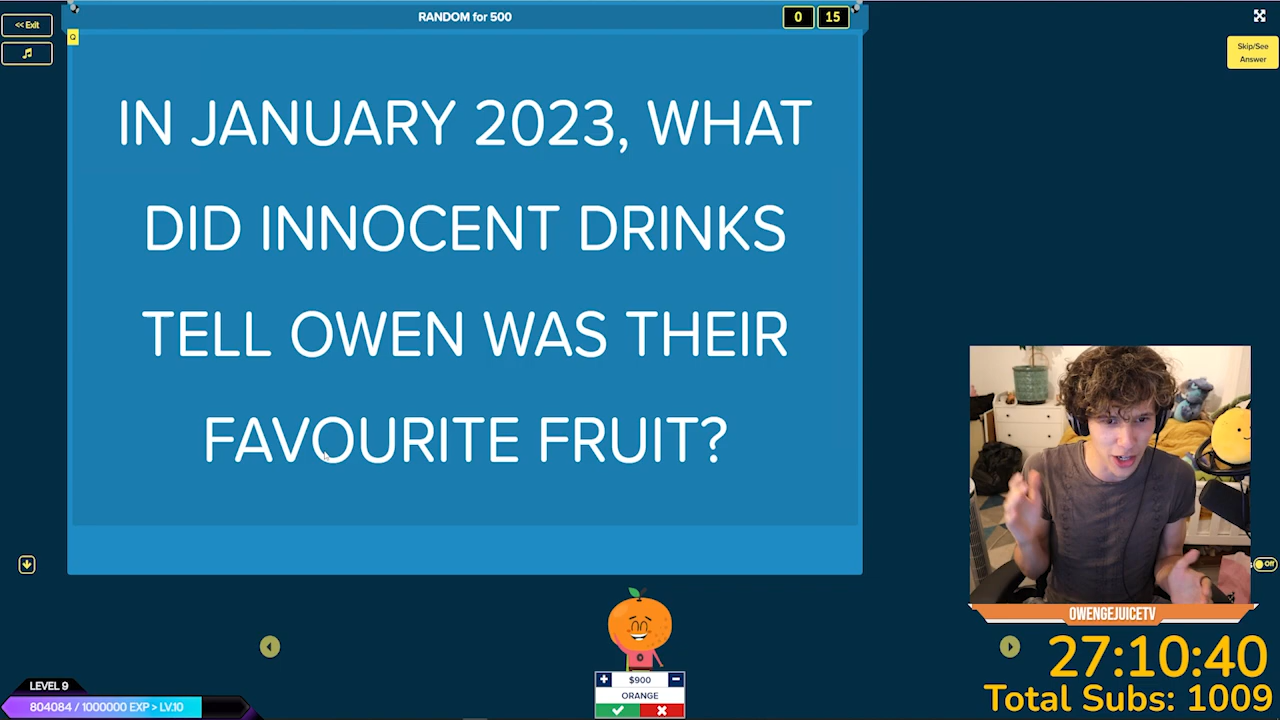 << Exit
RANDOM for 500
0 15
Q
Skip/See
Answer
IN JANUARY 2023, WHAT
DID INNOCENT DRINKS
TELL OWEN WAS THEIR
FAVOURITE FRUIT?
Off
OWENGEJUICETV
27:10:40
Total Subs: 1009
+ $900 −
ORANGE
LEVEL 9
804084 / 1000000 EXP > LV.10